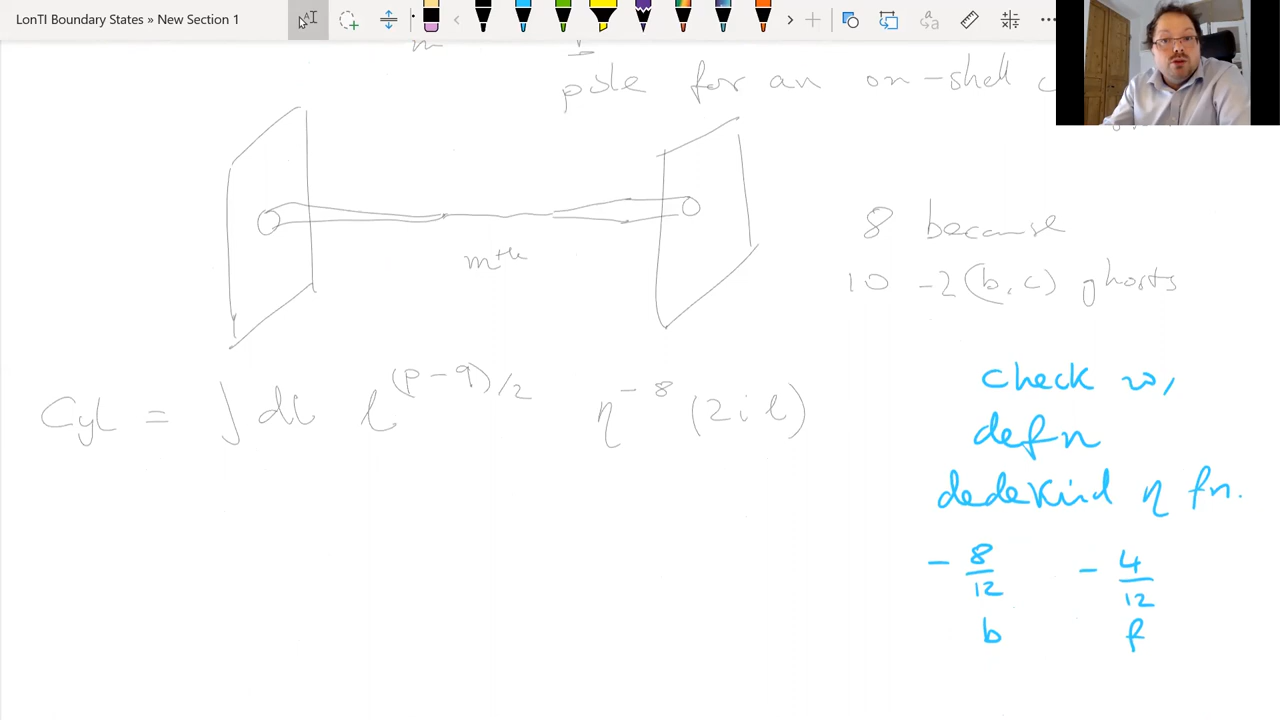 LonTI Boundary States » New Section 1
m
pole for an on-shell c
mth
8 because
10 -2(b,c) ghosts
Cyl = ∫ dl l^{(p-9)/2} η^{-8} (2il)
check w,
defn
dedekind η fn.
- 8/12 - 4/12
b f